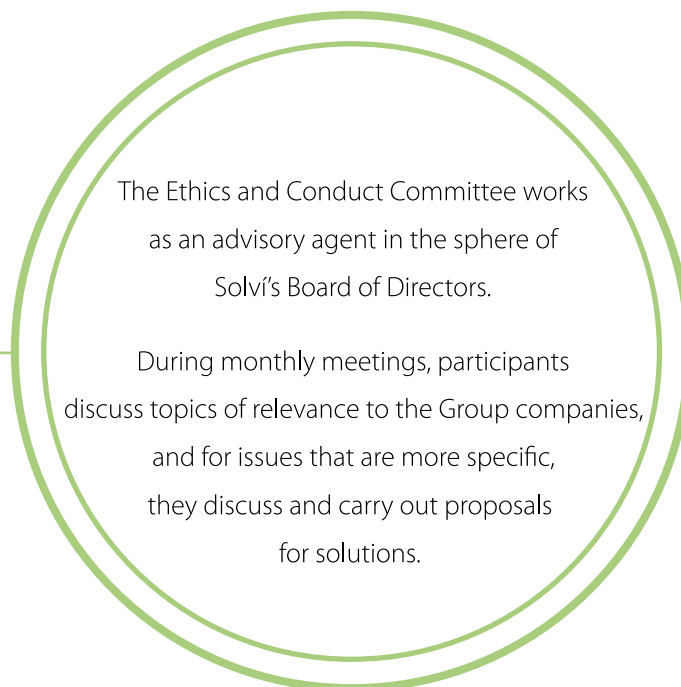 The Ethics and Conduct Committee works
as an advisory agent in the sphere of
Solví’s Board of Directors.
During monthly meetings, participants
discuss topics of relevance to the Group companies,
and for issues that are more specific,
they discuss and carry out proposals
for solutions.